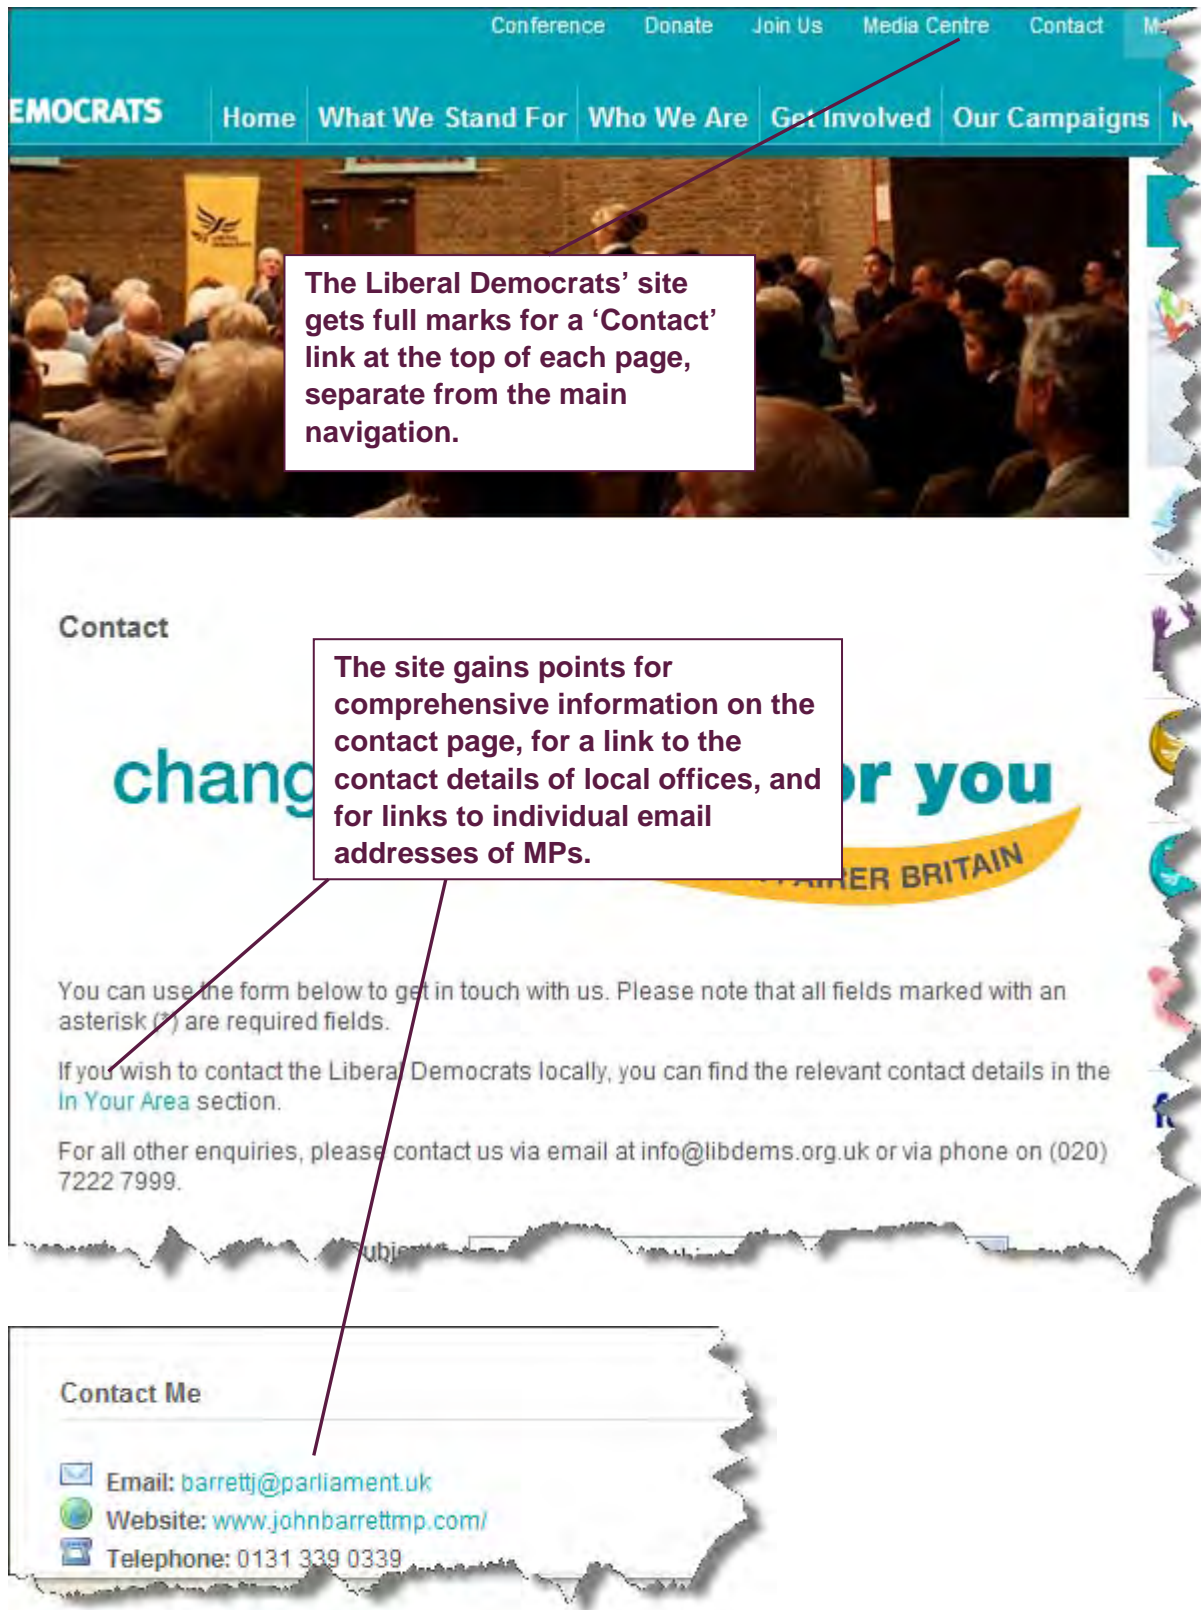 Conference Donate Join Us Media Centre Contact
EMOCRATS Home What We Stand For Who We Are Get Involved Our Campaigns
The Liberal Democrats’ site
gets full marks for a ‘Contact’
link at the top of each page,
separate from the main
navigation.
Contact
The site gains points for
comprehensive information on the
contact page, for a link to the
contact details of local offices, and
for links to individual email
addresses of MPs.
chang or you
AIRER BRITAIN
You can use the form below to get in touch with us. Please note that all fields marked with an
asterisk (*) are required fields.
If you wish to contact the Liberal Democrats locally, you can find the relevant contact details in the
In Your Area section.
For all other enquiries, please contact us via email at info@libdems.org.uk or via phone on (020)
7222 7999.
Contact Me
Email: barrettj@parliament.uk
Website: www.johnbarrettmp.com/
Telephone: 0131 339 0339